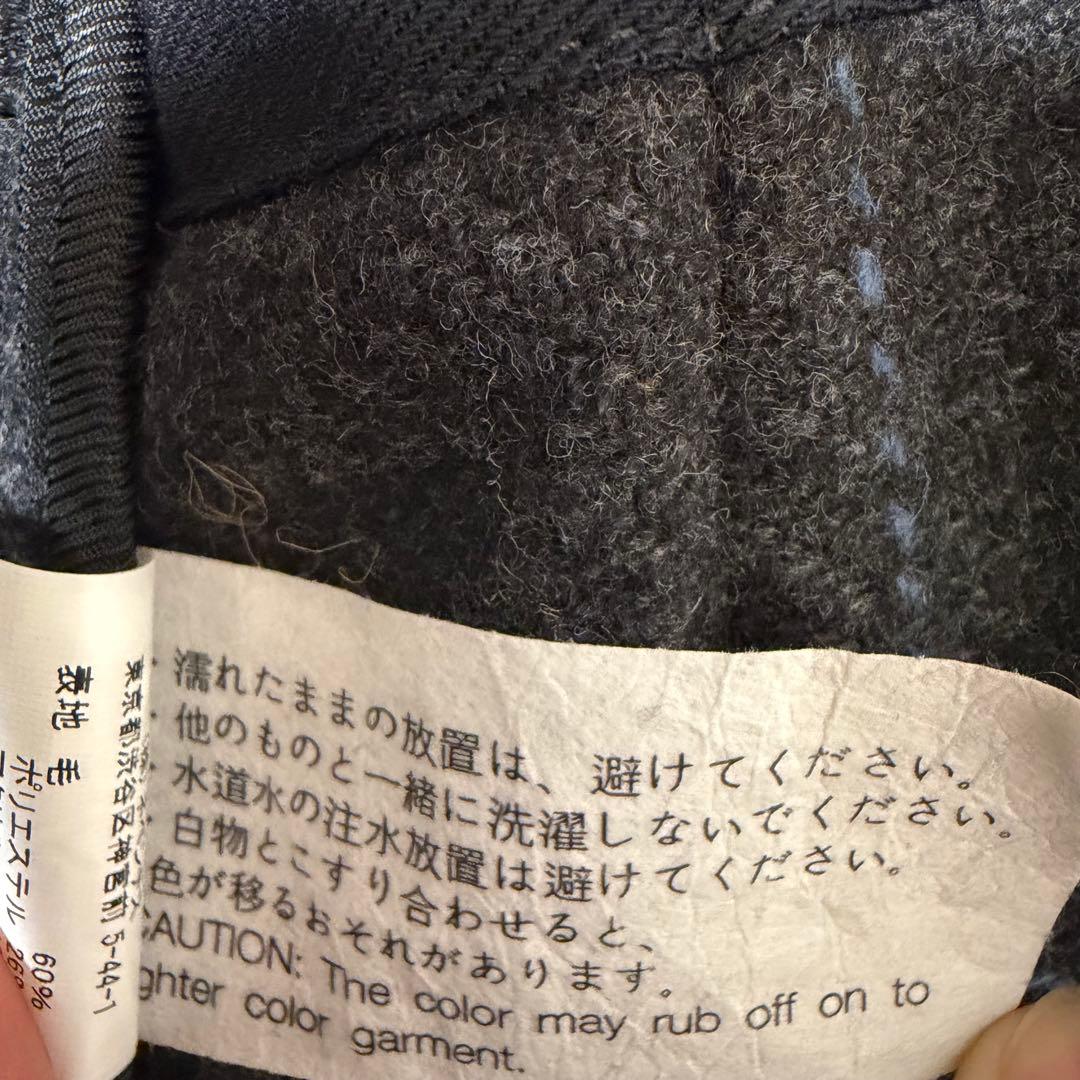 ・濡れたままの放置は、避けてください。
・他のものと一緒に洗濯しないでください。
・水道水の注水放置は避けてください。
・白物とこすり合わせると、
色が移るおそれがあります。
CAUTION: The color may rub off on to
ghter color garment.
表地 毛 60%
ポリエステル 26%
東京都渋谷区神宮前 5-44-1